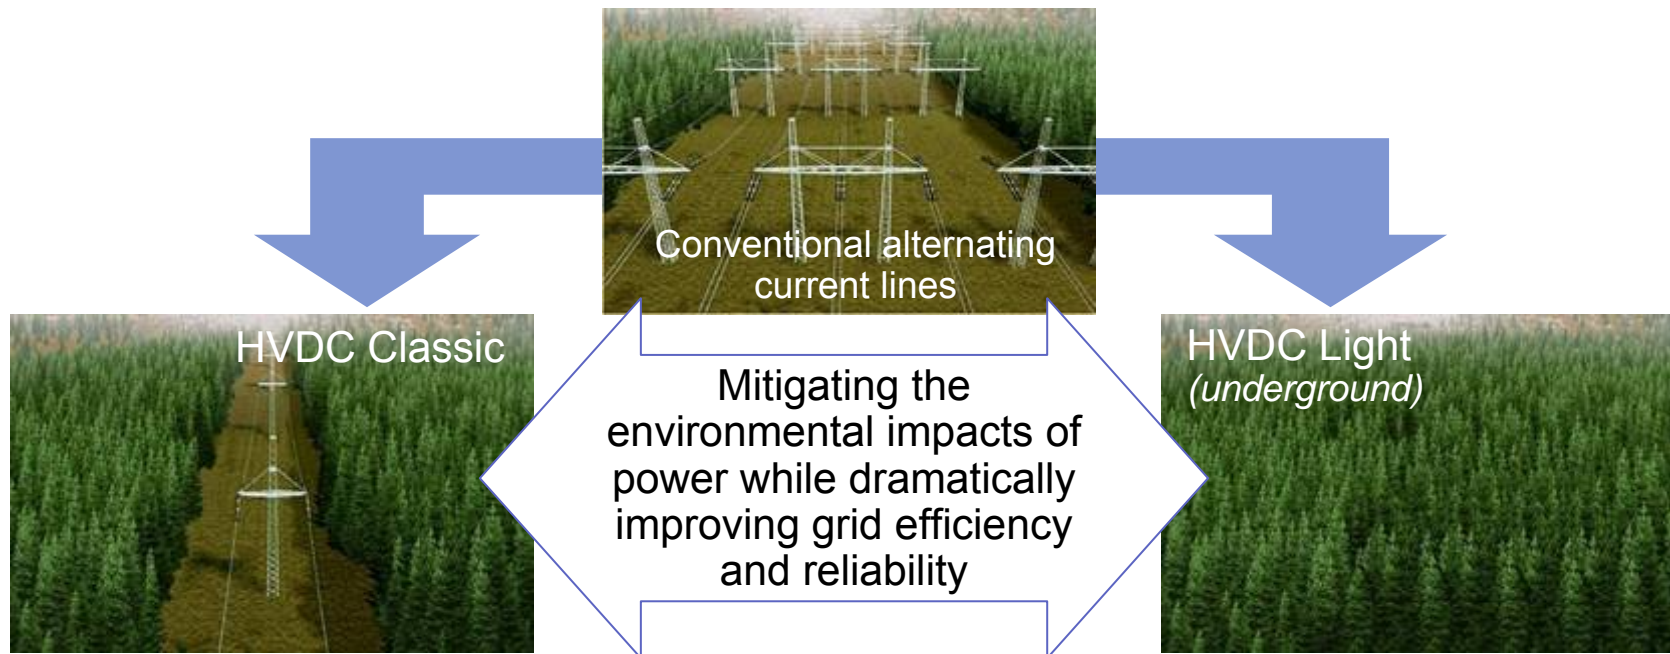 Conventional alternating
current lines
HVDC Classic
HVDC Light
(underground)
Mitigating the
environmental impacts of
power while dramatically
improving grid efficiency
and reliability